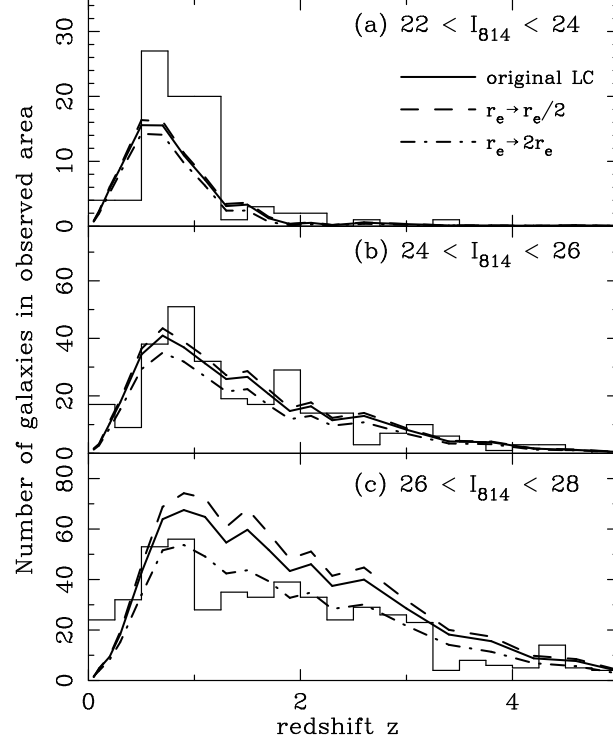 (a) 22 < I814 < 24
original LC
re→re/2
re→2re
30
20
10
0
(b) 24 < I814 < 26
60
40
20
0
(c) 26 < I814 < 28
80
60
40
20
0
0 2 4
redshift z
Number of galaxies in observed area